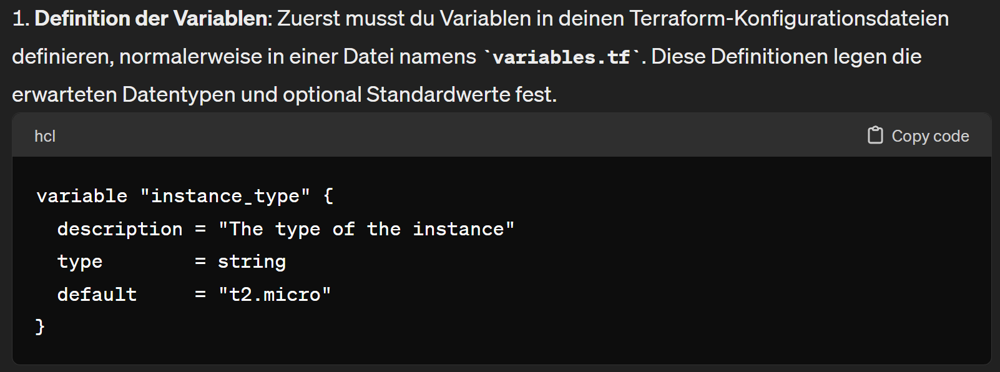 1. Definition der Variablen: Zuerst musst du Variablen in deinen Terraform-Konfigurationsdateien
definieren, normalerweise in einer Datei namens `variables.tf`. Diese Definitionen legen die
erwarteten Datentypen und optional Standardwerte fest.
hcl Copy code
variable "instance_type" {
  description = "The type of the instance"
  type        = string
  default     = "t2.micro"
}